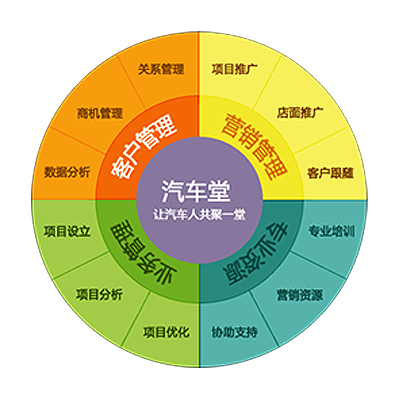 关系管理
项目推广
商机管理
店面推广
客户管理
营销管理
数据分析
客户跟随
汽车堂
让汽车人共聚一堂
项目设立
专业培训
业务管理
专业资源
项目分析
营销资源
项目优化
协助支持